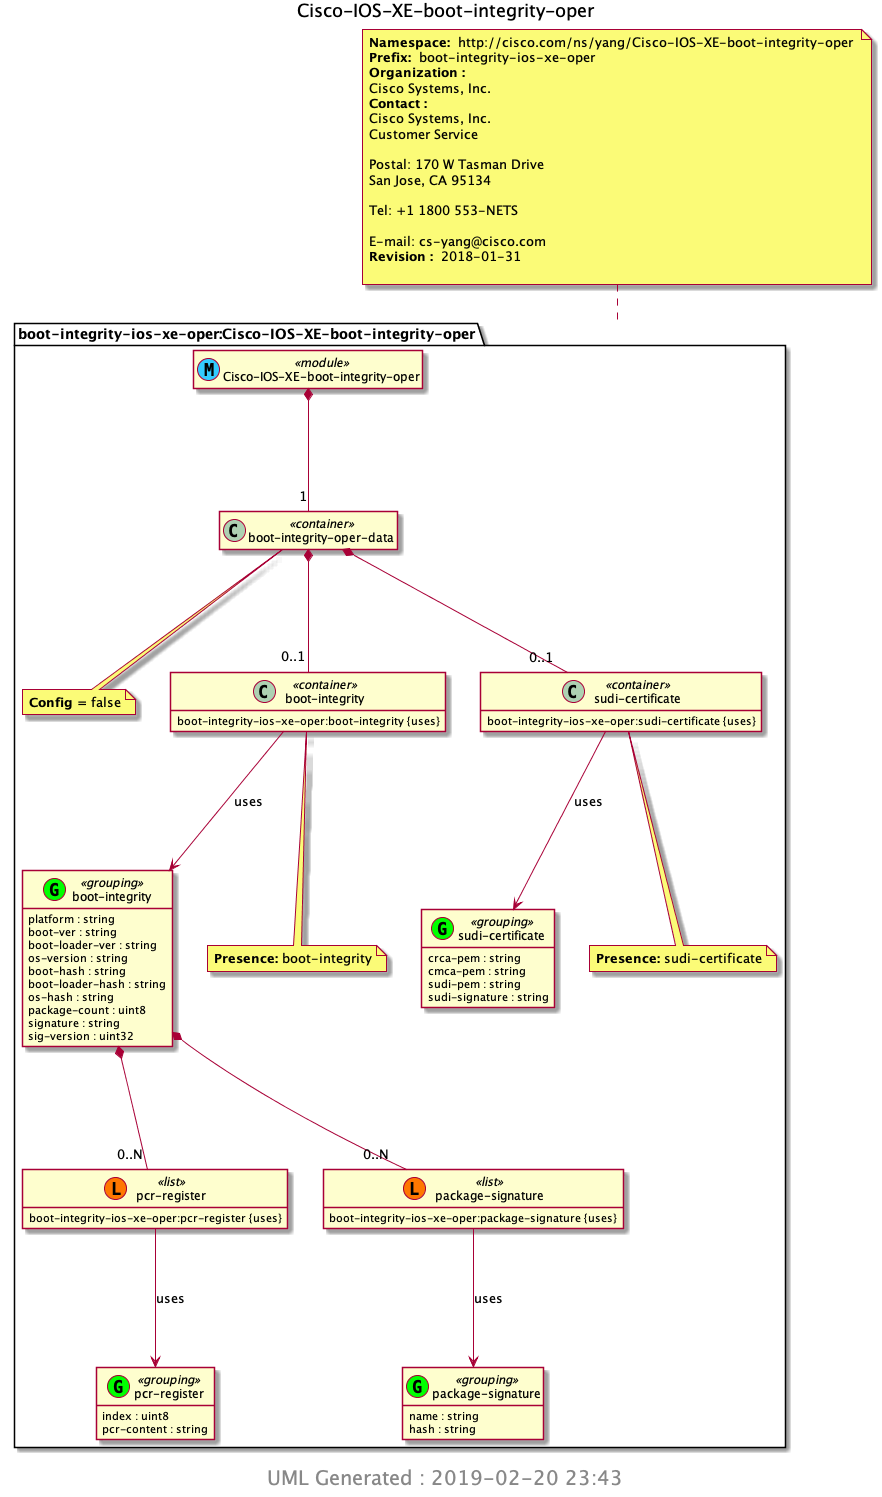 Cisco-IOS-XE-boot-integrity-oper
Namespace: http://cisco.com/ns/yang/Cisco-IOS-XE-boot-integrity-oper
Prefix: boot-integrity-ios-xe-oper
Organization :
Cisco Systems, Inc.
Contact :
Cisco Systems, Inc.
Customer Service
Postal: 170 W Tasman Drive
San Jose, CA 95134
Tel: +1 1800 553-NETS
E-mail: cs-yang@cisco.com
Revision : 2018-01-31
boot-integrity-ios-xe-oper:Cisco-IOS-XE-boot-integrity-oper
M
«module»
Cisco-IOS-XE-boot-integrity-oper
1
C
«container»
boot-integrity-oper-data
0..1
0..1
Config = false
C
«container»
boot-integrity
boot-integrity-ios-xe-oper:boot-integrity {uses}
C
«container»
sudi-certificate
boot-integrity-ios-xe-oper:sudi-certificate {uses}
uses
uses
G
«grouping»
boot-integrity
platform : string
boot-ver : string
boot-loader-ver : string
os-version : string
boot-hash : string
boot-loader-hash : string
os-hash : string
package-count : uint8
signature : string
sig-version : uint32
Presence: boot-integrity
G
«grouping»
sudi-certificate
crca-pem : string
cmca-pem : string
sudi-pem : string
sudi-signature : string
Presence: sudi-certificate
0..N
0..N
L
«list»
pcr-register
boot-integrity-ios-xe-oper:pcr-register {uses}
L
«list»
package-signature
boot-integrity-ios-xe-oper:package-signature {uses}
uses
uses
G
«grouping»
pcr-register
index : uint8
pcr-content : string
G
«grouping»
package-signature
name : string
hash : string
UML Generated : 2019-02-20 23:43